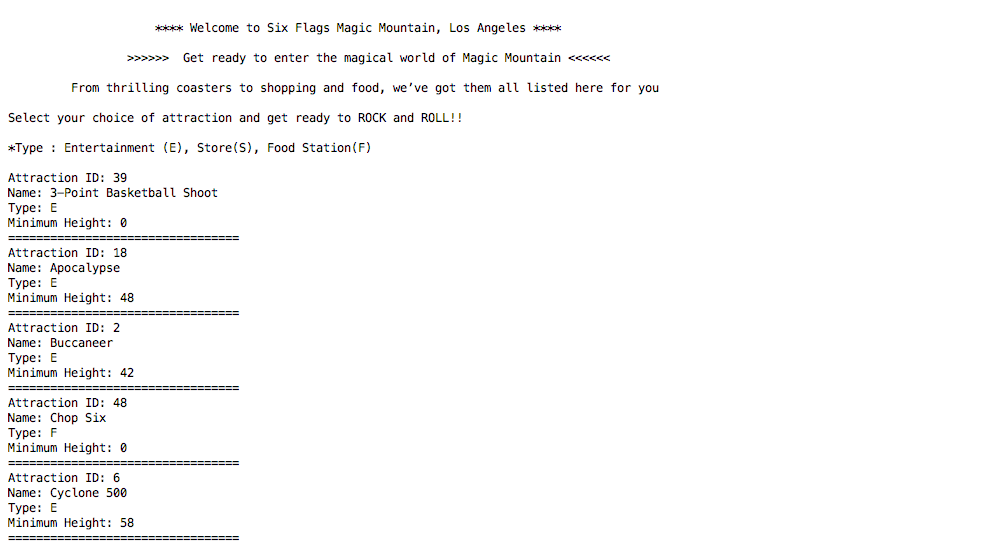 **** Welcome to Six Flags Magic Mountain, Los Angeles ****
>>>>>>  Get ready to enter the magical world of Magic Mountain <<<<<<
From thrilling coasters to shopping and food, we’ve got them all listed here for you
Select your choice of attraction and get ready to ROCK and ROLL!!
*Type : Entertainment (E), Store(S), Food Station(F)
Attraction ID: 39
Name: 3-Point Basketball Shoot
Type: E
Minimum Height: 0
=================================
Attraction ID: 18
Name: Apocalypse
Type: E
Minimum Height: 48
=================================
Attraction ID: 2
Name: Buccaneer
Type: E
Minimum Height: 42
=================================
Attraction ID: 48
Name: Chop Six
Type: F
Minimum Height: 0
=================================
Attraction ID: 6
Name: Cyclone 500
Type: E
Minimum Height: 58
=================================